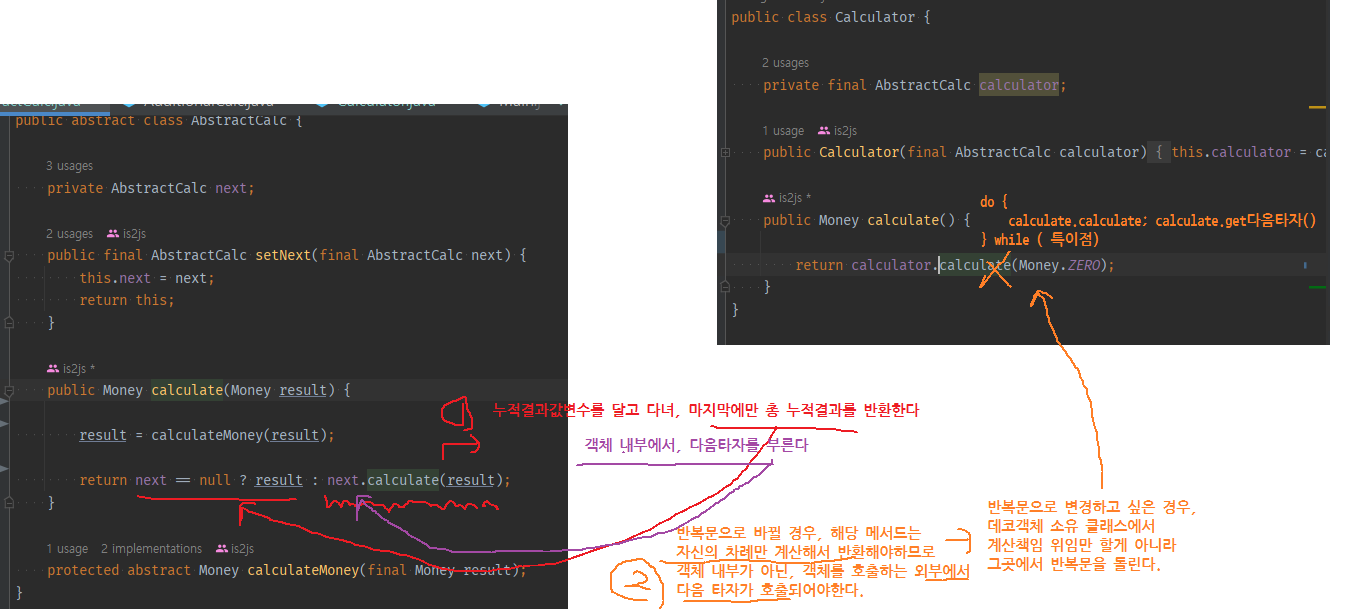 public class Calculator {
2 usages
private final AbstractCalc calculator;
1 usage is2js
public Calculator(final AbstractCalc calculator) { this.calculator = ca
is2js *
public Money calculate() {
do {
calculate.calculate; calculate.get다음타자()
} while ( 특이점)
return calculator.calculate(Money.ZERO);
}
}
public abstract class AbstractCalc {
3 usages
private AbstractCalc next;
2 usages is2js
public final AbstractCalc setNext(final AbstractCalc next) {
this.next = next;
return this;
}
is2js *
public Money calculate(Money result) {
result = calculateMoney(result);
return next == null ? result : next.calculate(result);
}
1 usage 2 implementations is2js
protected abstract Money calculateMoney(final Money result);
}
누적결과값변수를 달고 다녀, 마지막에만 총 누적결과를 반환한다
객체 내부에서, 다음타자를 부른다
2
반복문으로 바뀔 경우, 해당 메서드는
자신의 차례만 계산해서 반환해야하므로
객체 내부가 아닌, 객체를 호출하는 외부에서
다음 타자가 호출되어야한다.
반복문으로 변경하고 싶은 경우,
데코객체 소유 클래스에서
계산책임 위임만 할게 아니라
그곳에서 반복문을 돌린다.